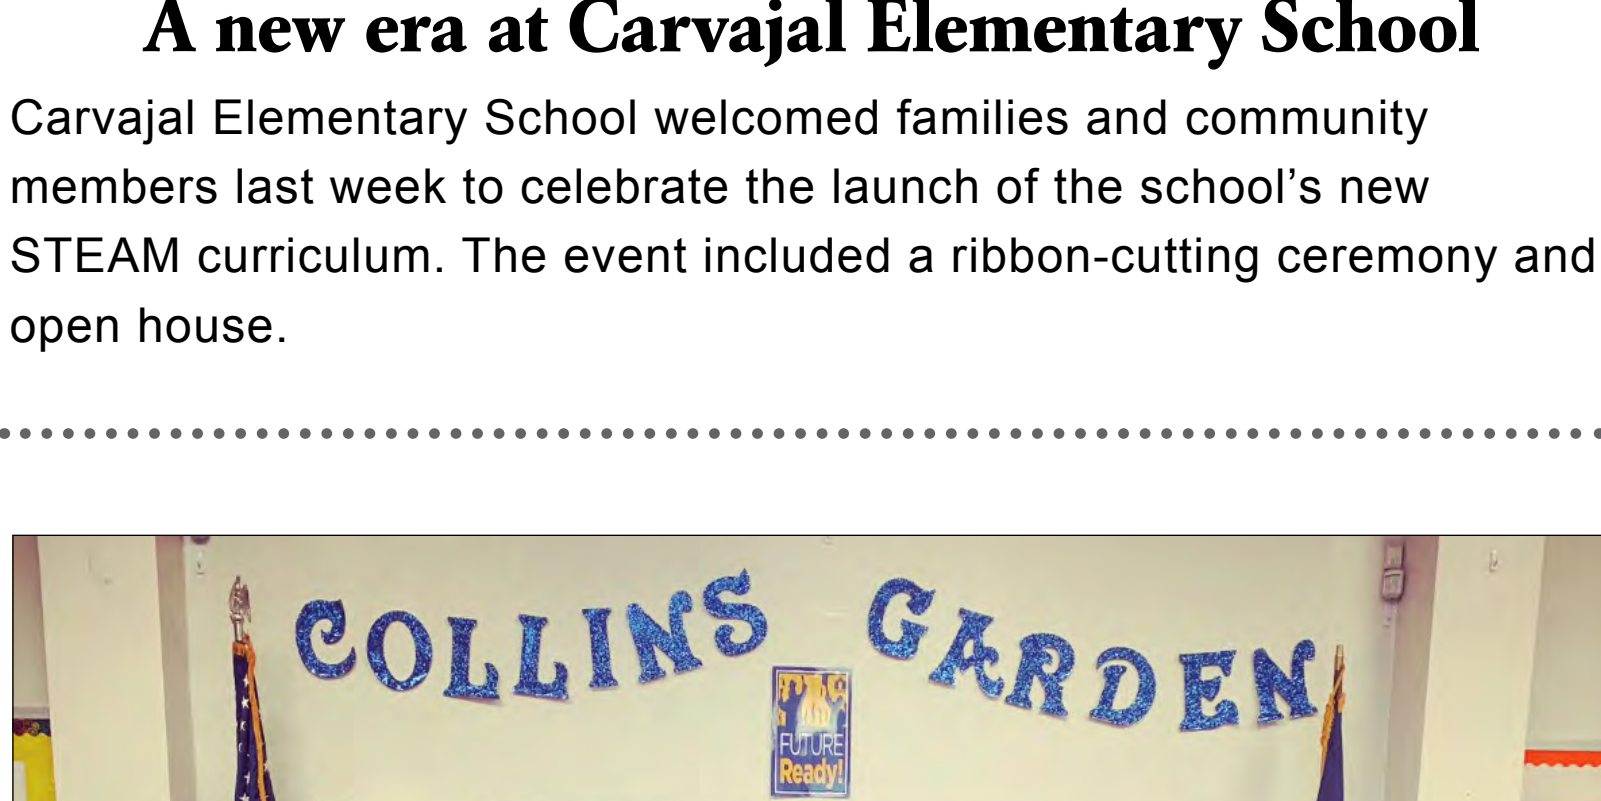 A new era at Carvajal Elementary School
Carvajal Elementary School welcomed families and community
members last week to celebrate the launch of the school’s new
STEAM curriculum. The event included a ribbon-cutting ceremony and
open house.
COLLINS GARDEN
FUTURE
Ready!